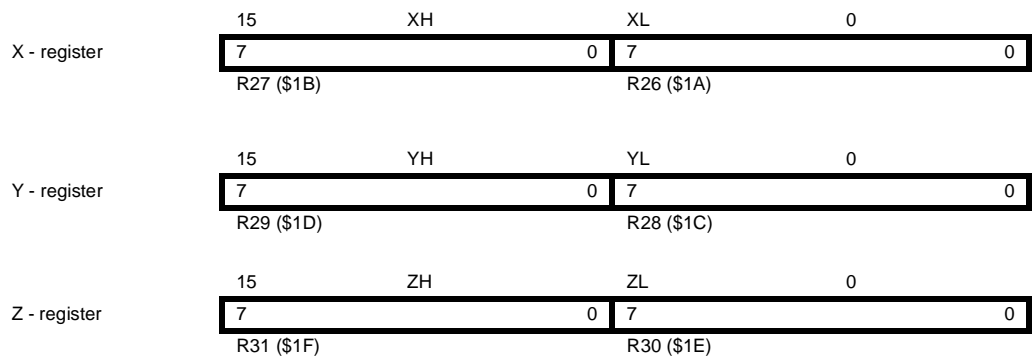 15 XH XL 0
X - register 7 0 7 0
R27 ($1B) R26 ($1A)
15 YH YL 0
Y - register 7 0 7 0
R29 ($1D) R28 ($1C)
15 ZH ZL 0
Z - register 7 0 7 0
R31 ($1F) R30 ($1E)